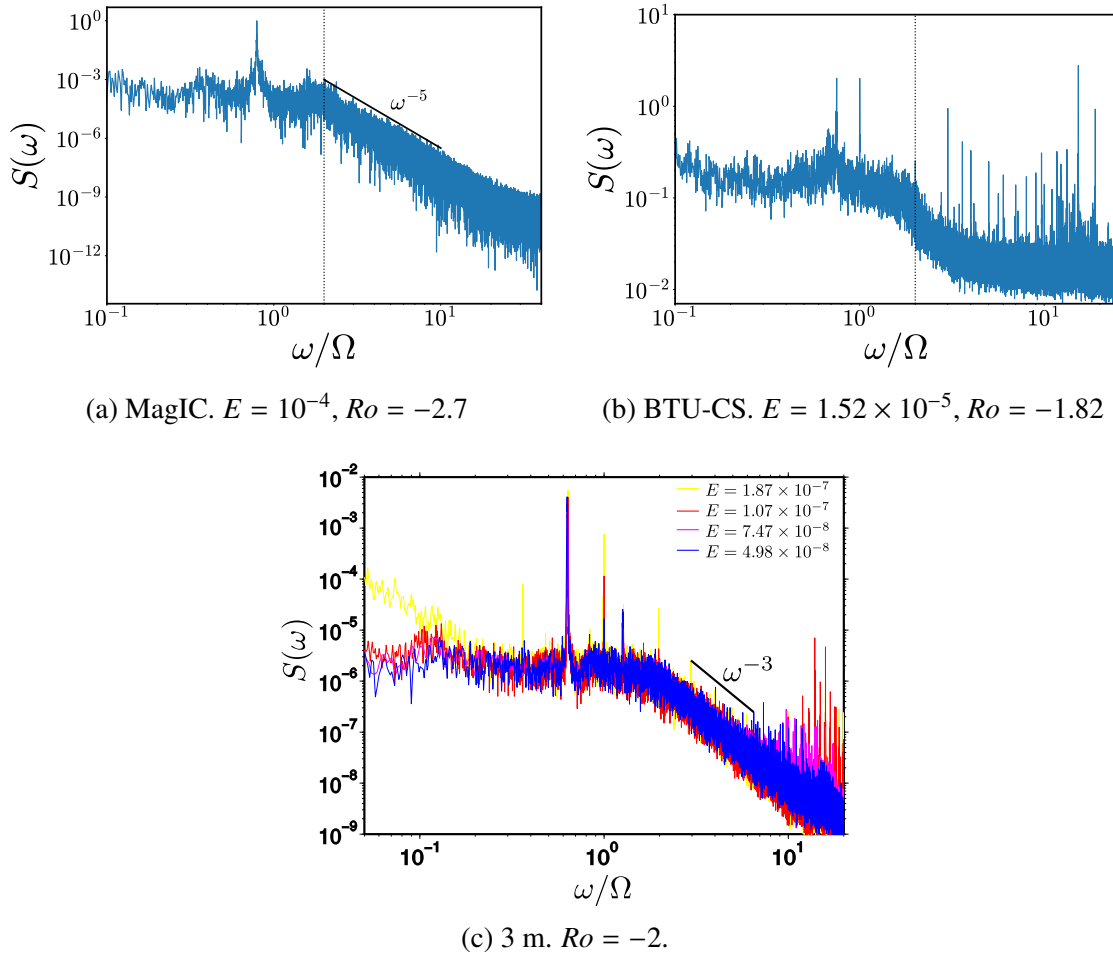 10^0
10^-3
10^-6
10^-9
10^-12
S(ω)
ω^-5
10^-1
10^0
10^1
ω/Ω
(a) MagIC. E = 10^−4, Ro = −2.7
10^1
10^0
10^-1
10^-2
S(ω)
10^-1
10^0
10^1
ω/Ω
(b) BTU-CS. E = 1.52 × 10^−5, Ro = −1.82
10^-2
10^-3
10^-4
10^-5
10^-6
10^-7
10^-8
10^-9
S(ω)
E = 1.87 × 10^−7
E = 1.07 × 10^−7
E = 7.47 × 10^−8
E = 4.98 × 10^−8
ω^−3
10^-1
10^0
10^1
ω/Ω
(c) 3 m. Ro = −2.